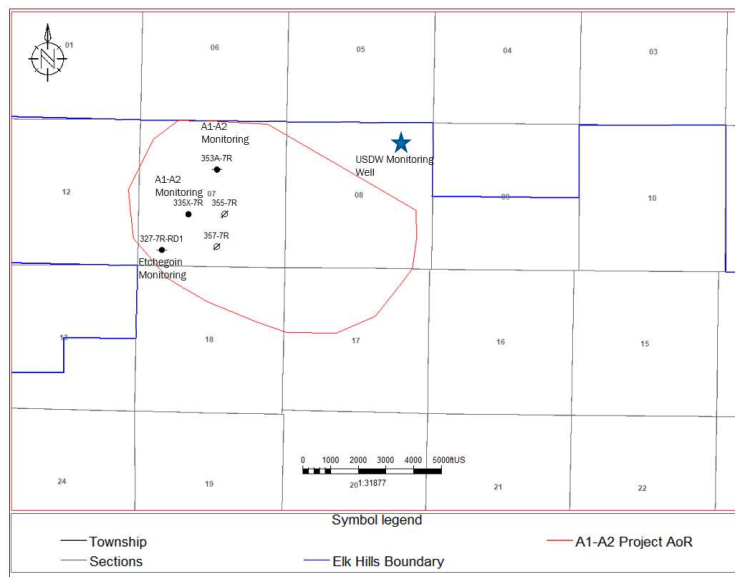 N
01
06
05
04
03
A1-A2
Monitoring
353A-7R
USDW Monitoring
Well
A1-A2
Monitoring
12
07
08
09
10
335X-7R
355-7R
327-7R-RD1
357-7R
Etchegoin
Monitoring
13
18
17
16
15
0 1000 2000 3000 4000 5000ftUS
1:31877
24
19
20
21
22
Symbol legend
Township
A1-A2 Project AoR
Sections
Elk Hills Boundary